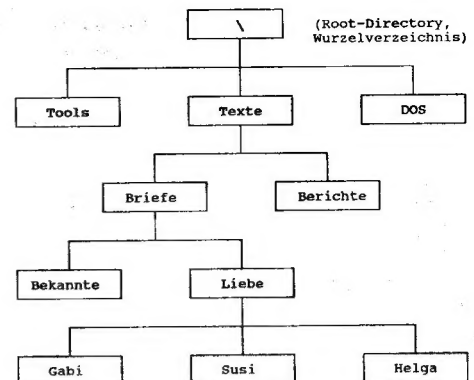 \
(Root-Directory,
Wurzelverzeichnis)
Tools
Texte
DOS
Briefe
Berichte
Bekannte
Liebe
Gabi
Susi
Helga